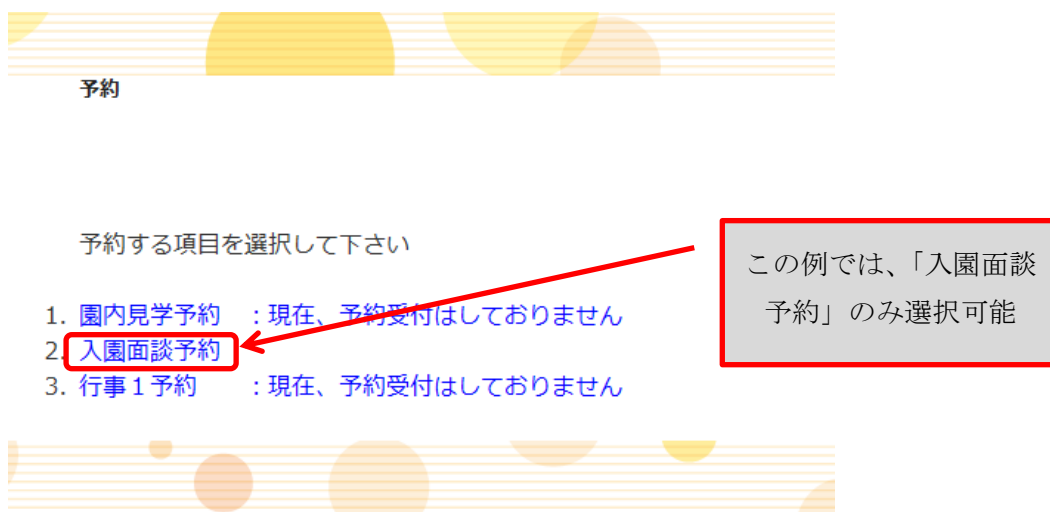 予約
予約する項目を選択して下さい
1. 園内見学予約 ：現在、予約受付はしておりません
2. 入園面談予約
3. 行事１予約 ：現在、予約受付はしておりません
この例では、「入園面談
予約」のみ選択可能